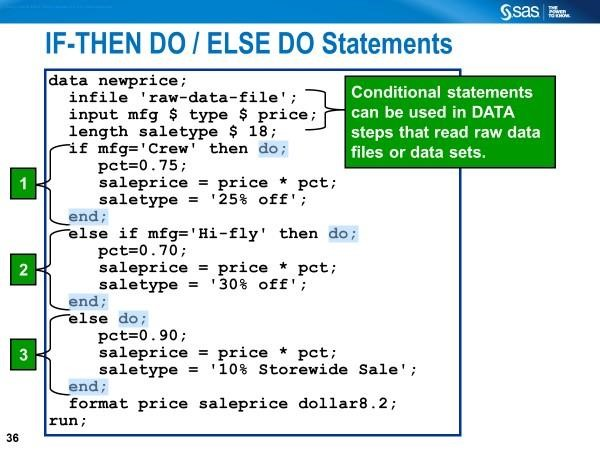 sas THE POWER TO KNOW.
IF-THEN DO / ELSE DO Statements
data newprice;
infile 'raw-data-file';
input mfg $ type $ price;
length saletype $ 18;
if mfg='Crew' then do;
pct=0.75;
saleprice = price * pct;
saletype = '25% off';
end;
else if mfg='Hi-fly' then do;
pct=0.70;
saleprice = price * pct;
saletype = '30% off';
end;
else do;
pct=0.90;
saleprice = price * pct;
saletype = '10% Storewide Sale';
end;
format price saleprice dollar8.2;
run;
Conditional statements
can be used in DATA
steps that read raw data
files or data sets.
1
2
3
36